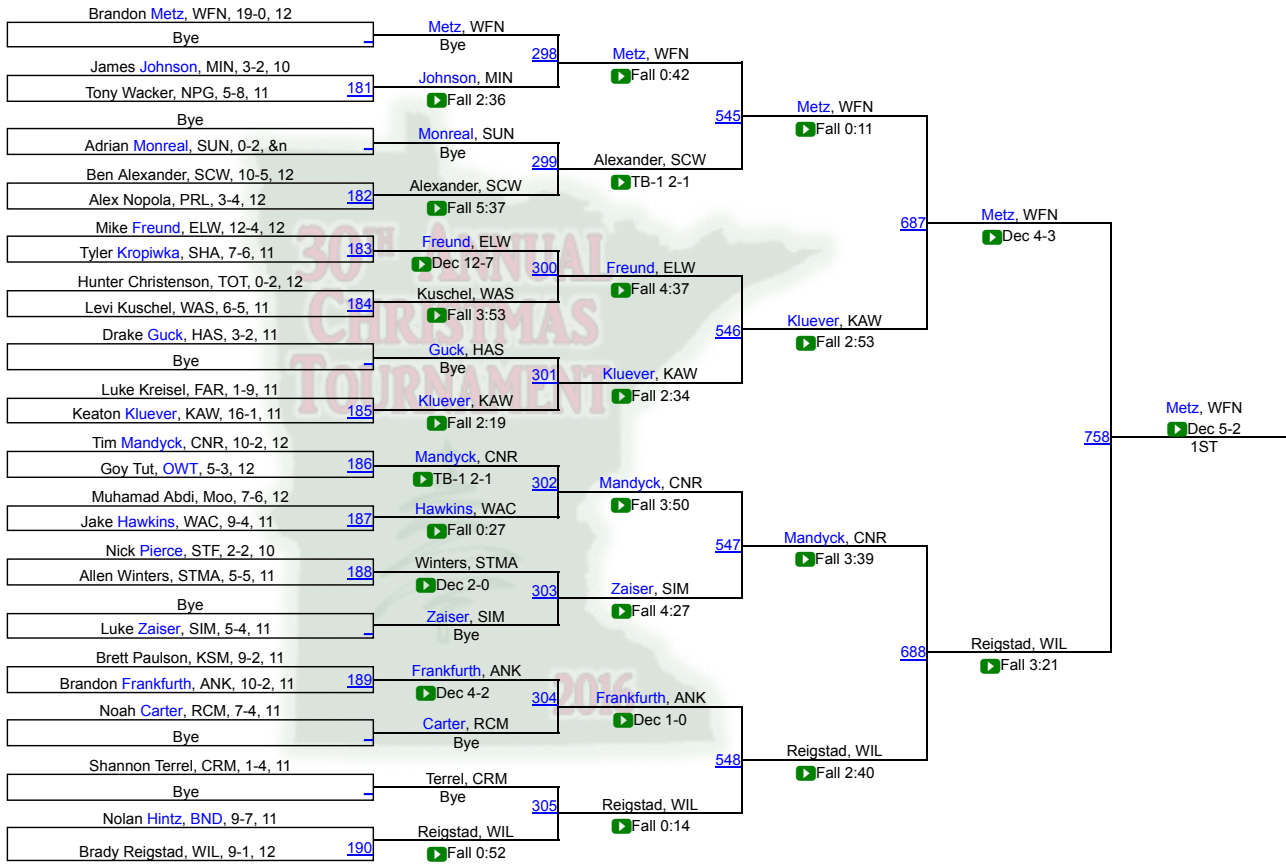 Brandon Metz, WFN, 19-0, 12
Bye
James Johnson, MIN, 3-2, 10
181
Tony Wacker, NPG, 5-8, 11
Bye
Adrian Monreal, SUN, 0-2, &n
Ben Alexander, SCW, 10-5, 12
182
Alex Nopola, PRL, 3-4, 12
Mike Freund, ELW, 12-4, 12
183
Tyler Kropiwka, SHA, 7-6, 11
Hunter Christenson, TOT, 0-2, 12
184
Levi Kuschel, WAS, 6-5, 11
Drake Guck, HAS, 3-2, 11
Bye
Luke Kreisel, FAR, 1-9, 11
185
Keaton Kluever, KAW, 16-1, 11
Tim Mandyck, CNR, 10-2, 12
186
Goy Tut, OWT, 5-3, 12
Muhamad Abdi, Moo, 7-6, 12
187
Jake Hawkins, WAC, 9-4, 11
Nick Pierce, STF, 2-2, 10
188
Allen Winters, STMA, 5-5, 11
Bye
Luke Zaiser, SIM, 5-4, 11
Brett Paulson, KSM, 9-2, 11
189
Brandon Frankfurth, ANK, 10-2, 11
Noah Carter, RCM, 7-4, 11
Bye
Shannon Terrel, CRM, 1-4, 11
Bye
Nolan Hintz, BND, 9-7, 11
190
Brady Reigstad, WIL, 9-1, 12
Metz, WFN
Bye
298
Johnson, MIN
Fall 2:36
Monreal, SUN
Bye
299
Alexander, SCW
Fall 5:37
Freund, ELW
Dec 12-7
300
Kuschel, WAS
Fall 3:53
Guck, HAS
Bye
301
Kluever, KAW
Fall 2:19
Mandyck, CNR
TB-1 2-1
302
Hawkins, WAC
Fall 0:27
Winters, STMA
Dec 2-0
303
Zaiser, SIM
Bye
Frankfurth, ANK
Dec 4-2
304
Carter, RCM
Bye
Terrel, CRM
Bye
305
Reigstad, WIL
Fall 0:52
Metz, WFN
Fall 0:42
545
Alexander, SCW
TB-1 2-1
Freund, ELW
Fall 4:37
546
Kluever, KAW
Fall 2:34
Mandyck, CNR
Fall 3:50
547
Zaiser, SIM
Fall 4:27
Frankfurth, ANK
Dec 1-0
548
Reigstad, WIL
Fall 0:14
Metz, WFN
Fall 0:11
687
Kluever, KAW
Fall 2:53
Mandyck, CNR
Fall 3:39
688
Reigstad, WIL
Fall 2:40
Metz, WFN
Dec 4-3
758
Reigstad, WIL
Fall 3:21
Metz, WFN
Dec 5-2
1ST
30TH ANNUAL
CHRISTMAS
TOURNAMENT
2016